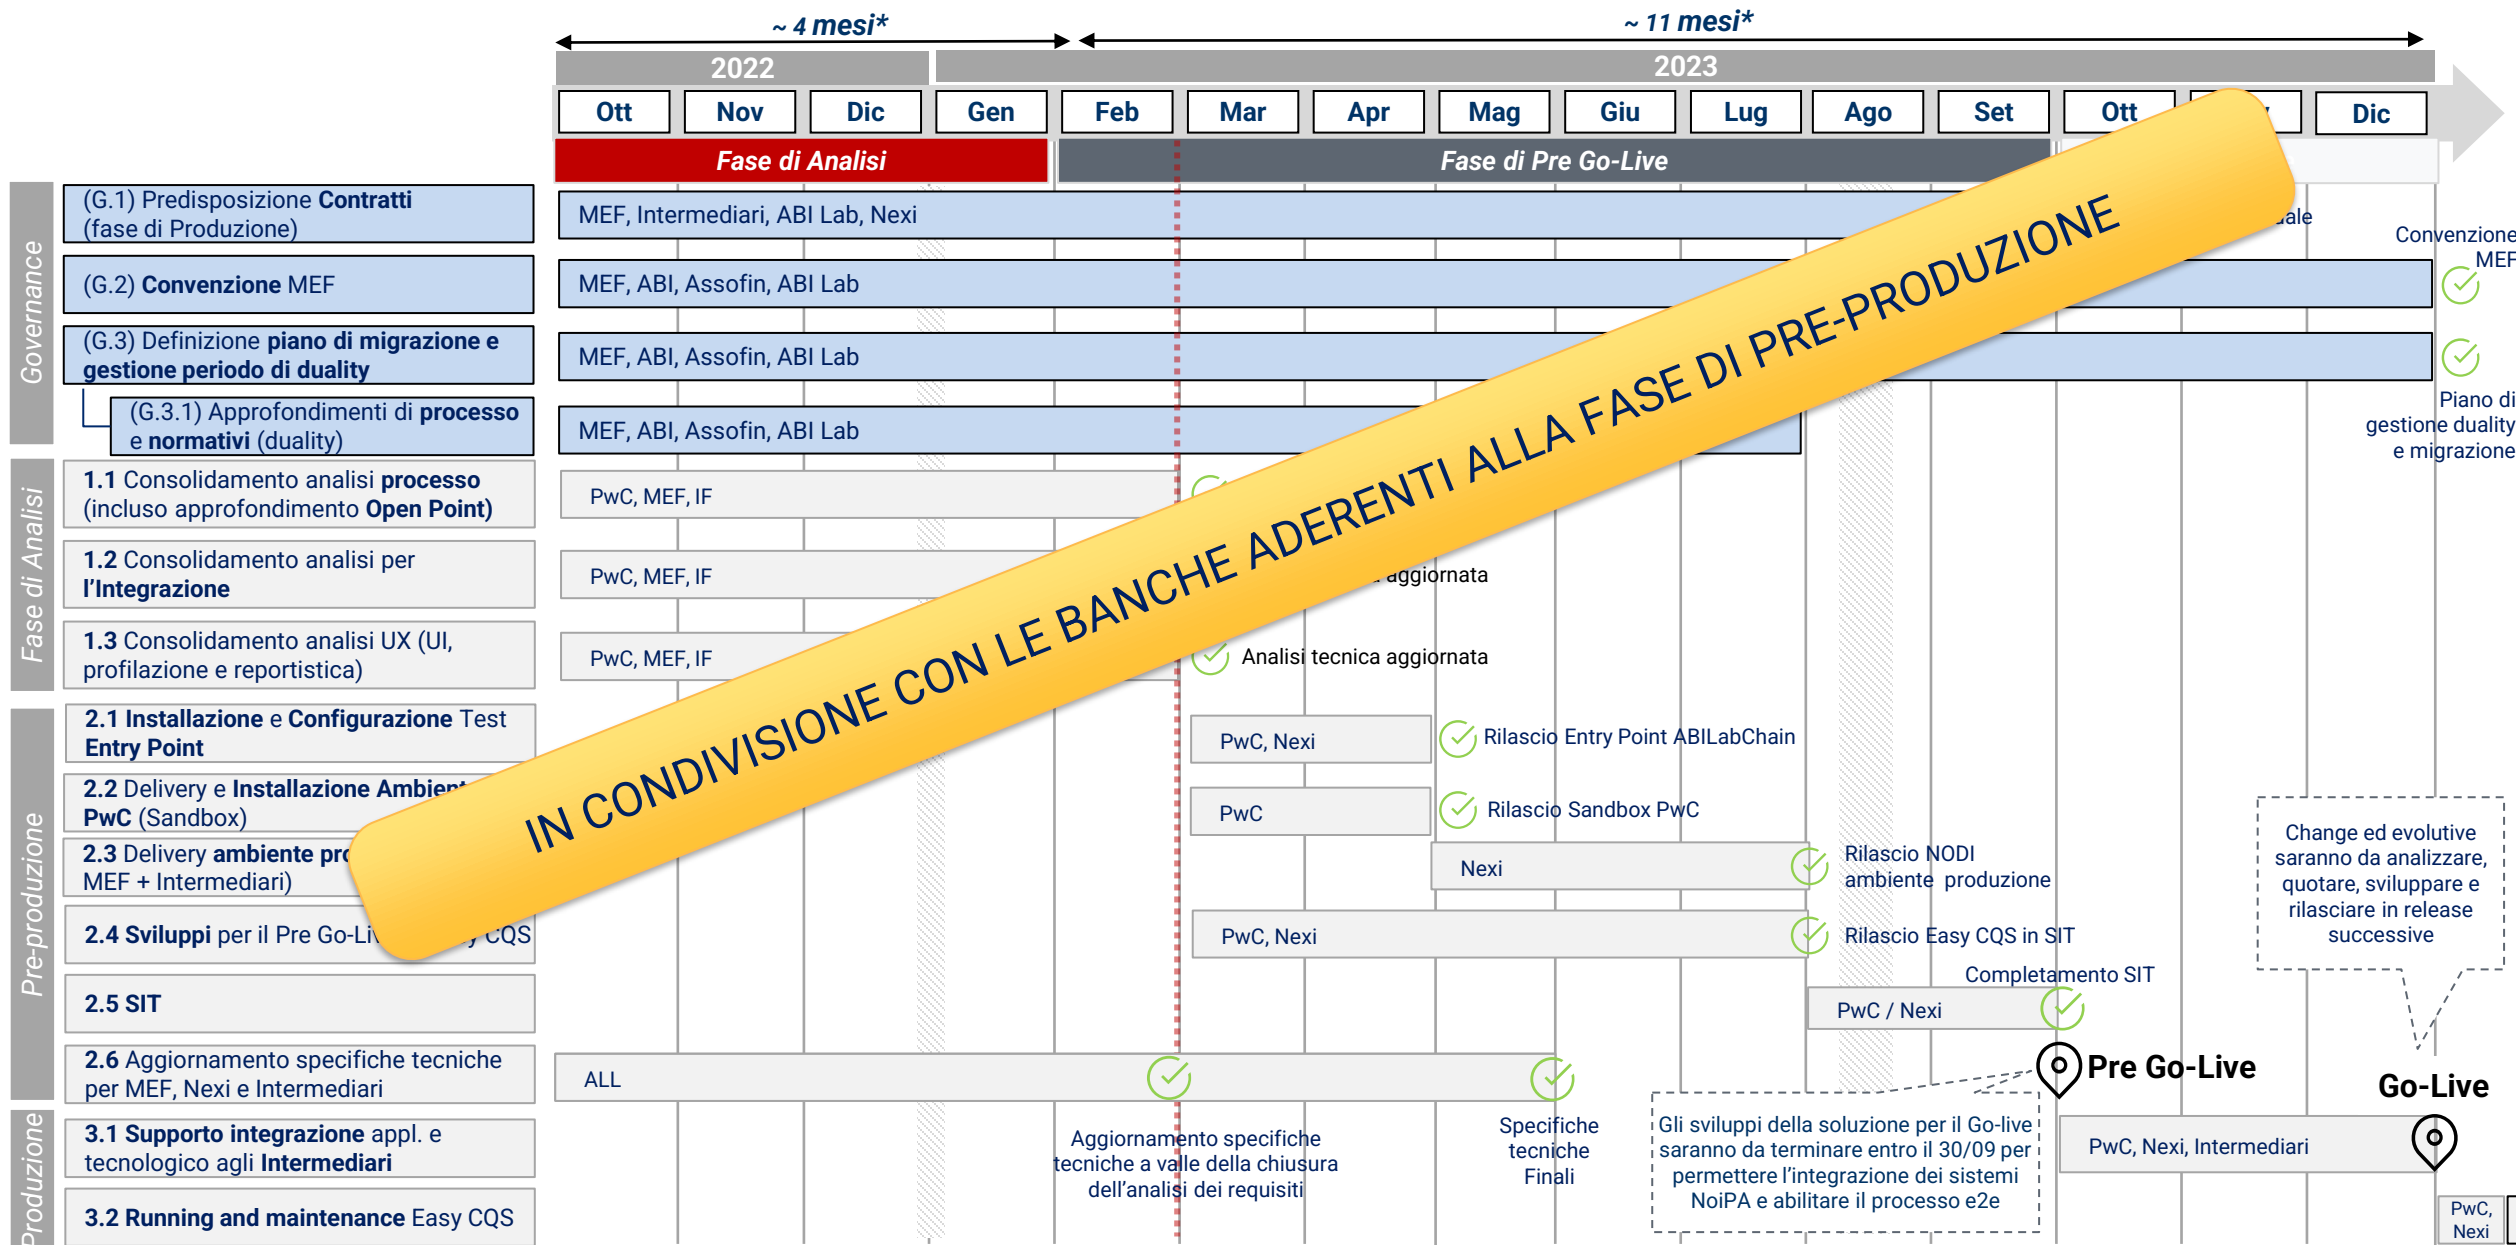 ~ 4 mesi*
~ 11 mesi*
2022
2023
Ott
Nov
Dic
Gen
Feb
Mar
Apr
Mag
Giu
Lug
Ago
Set
Ott
Dic
Fase di Analisi
Fase di Pre Go-Live
Governance
(G.1) Predisposizione Contratti
(fase di Produzione)
MEF, Intermediari, ABI Lab, Nexi
Convenzione
MEF
(G.2) Convenzione MEF
MEF, ABI, Assofin, ABI Lab
(G.3) Definizione piano di migrazione e
gestione periodo di duality
MEF, ABI, Assofin, ABI Lab
Piano di
gestione duality
e migrazione
(G.3.1) Approfondimenti di processo
e normativi (duality)
MEF, ABI, Assofin, ABI Lab
IN CONDIVISIONE CON LE BANCHE ADERENTI ALLA FASE DI PRE-PRODUZIONE
Fase di Analisi
1.1 Consolidamento analisi processo
(incluso approfondimento Open Point)
PwC, MEF, IF
1.2 Consolidamento analisi per
l'Integrazione
PwC, MEF, IF
aggiornata
1.3 Consolidamento analisi UX (UI,
profilazione e reportistica)
PwC, MEF, IF
Analisi tecnica aggiornata
Pre-produzione
2.1 Installazione e Configurazione Test
Entry Point
PwC, Nexi
Rilascio Entry Point ABILabChain
2.2 Delivery e Installazione
PwC (Sandbox)
PwC
Rilascio Sandbox PwC
2.3 Delivery ambiente
MEF + Intermediari)
Nexi
Rilascio NODI
ambiente produzione
2.4 Sviluppi per il Pre
CQS
PwC, Nexi
Rilascio Easy CQS in SIT
Change ed evolutive
saranno da analizzare,
quotare, sviluppare e
rilasciare in release
successive
2.5 SIT
PwC / Nexi
Completamento SIT
2.6 Aggiornamento specifiche tecniche
per MEF, Nexi e Intermediari
ALL
Aggiornamento specifiche
tecniche a valle della chiusura
dell'analisi dei requisiti
Specifiche
tecniche
Finali
Pre Go-Live
Go-Live
Gli sviluppi della soluzione per il Go-live
saranno da terminare entro il 30/09 per
permettere l'integrazione dei sistemi
NoiPA e abilitare il processo e2e
Produzione
3.1 Supporto integrazione appl. e
tecnologico agli Intermediari
PwC, Nexi, Intermediari
3.2 Running and maintenance Easy CQS
PwC,
Nexi